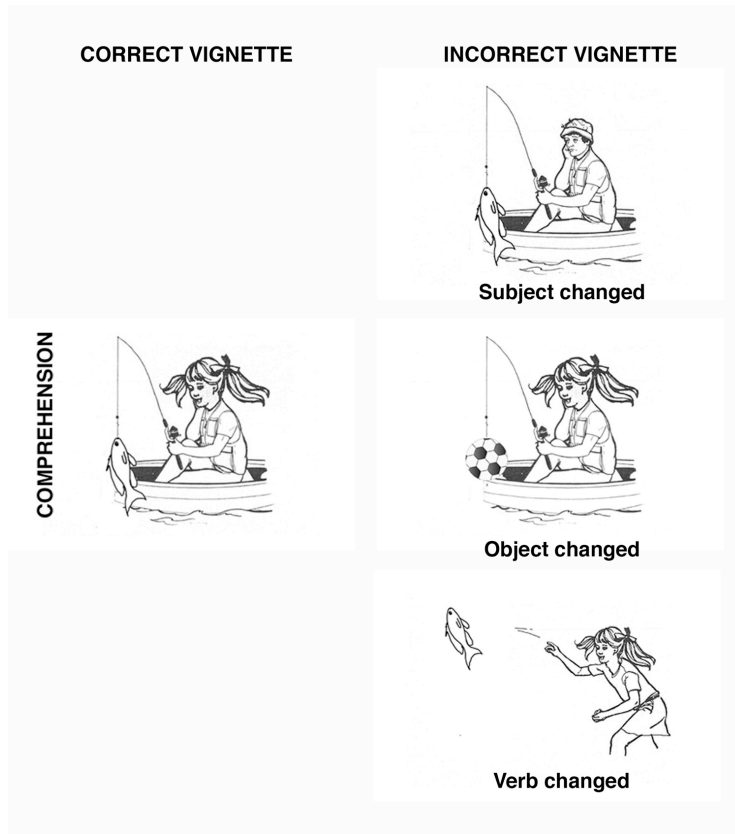 CORRECT VIGNETTE
INCORRECT VIGNETTE
Subject changed
COMPREHENSION
Object changed
Verb changed